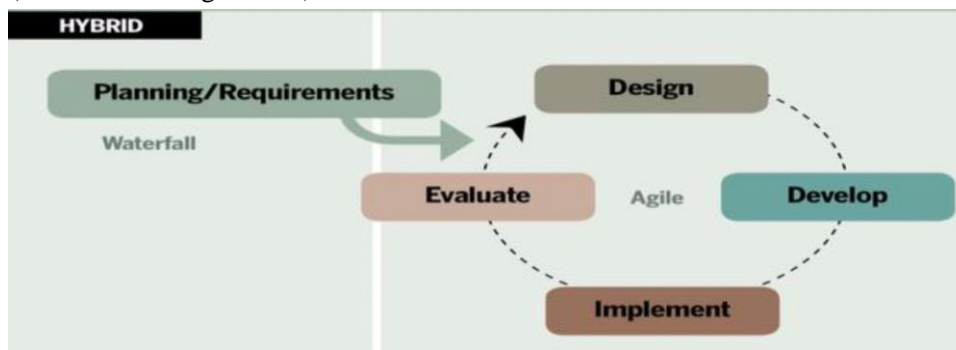 HYBRID
Planning/Requirements
Waterfall
Design
Evaluate
Agile
Develop
Implement